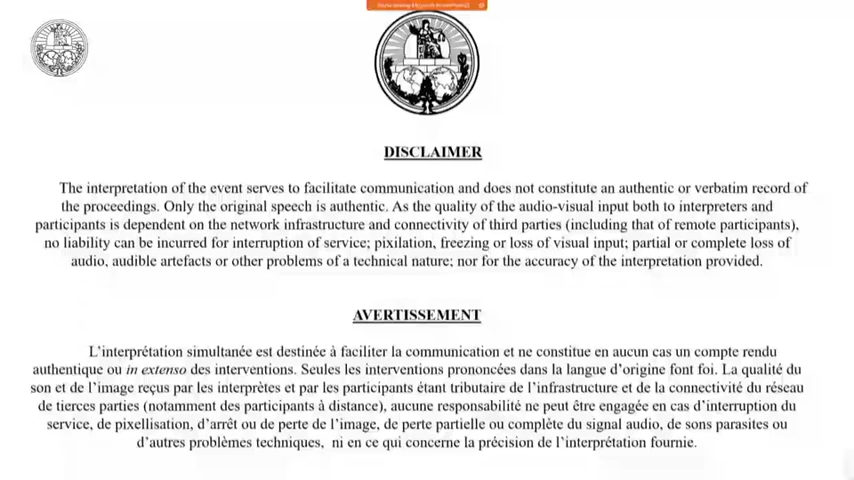 DISCLAIMER
The interpretation of the event serves to facilitate communication and does not constitute an authentic or verbatim record of
the proceedings. Only the original speech is authentic. As the quality of the audio-visual input both to interpreters and
participants is dependent on the network infrastructure and connectivity of third parties (including that of remote participants),
no liability can be incurred for interruption of service; pixilation, freezing or loss of visual input; partial or complete loss of
audio, audible artefacts or other problems of a technical nature; nor for the accuracy of the interpretation provided.
AVERTISSEMENT
L’interprétation simultanée est destinée à faciliter la communication et ne constitue en aucun cas un compte rendu
authentique ou in extenso des interventions. Seules les interventions prononcées dans la langue d’origine font foi. La qualité du
son et de l’image reçus par les interprètes et par les participants étant tributaire de l’infrastructure et de la connectivité du réseau
de tierces parties (notamment des participants à distance), aucune responsabilité ne peut être engagée en cas d’interruption du
service, de pixellisation, d’arrêt ou de perte de l’image, de perte partielle ou complète du signal audio, de sons parasites ou
d’autres problèmes techniques, ni en ce qui concerne la précision de l’interprétation fournie.